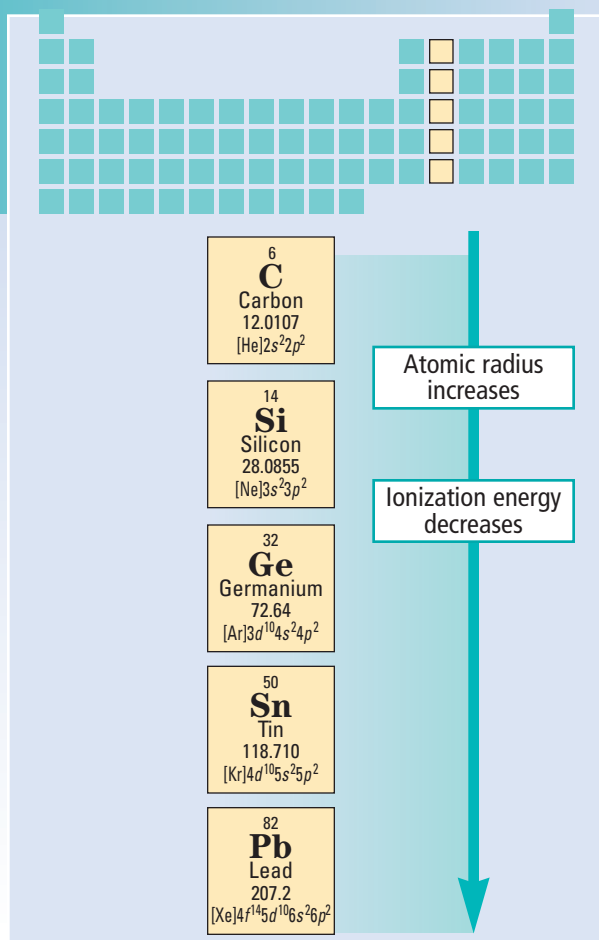 6
C
Carbon
12.0107
[He]2s²2p²
14
Si
Silicon
28.0855
[Ne]3s²3p²
32
Ge
Germanium
72.64
[Ar]3d¹⁰4s²4p²
50
Sn
Tin
118.710
[Kr]4d¹⁰5s²5p²
82
Pb
Lead
207.2
[Xe]4f¹⁴5d¹⁰6s²6p²
Atomic radius
increases
Ionization energy
decreases